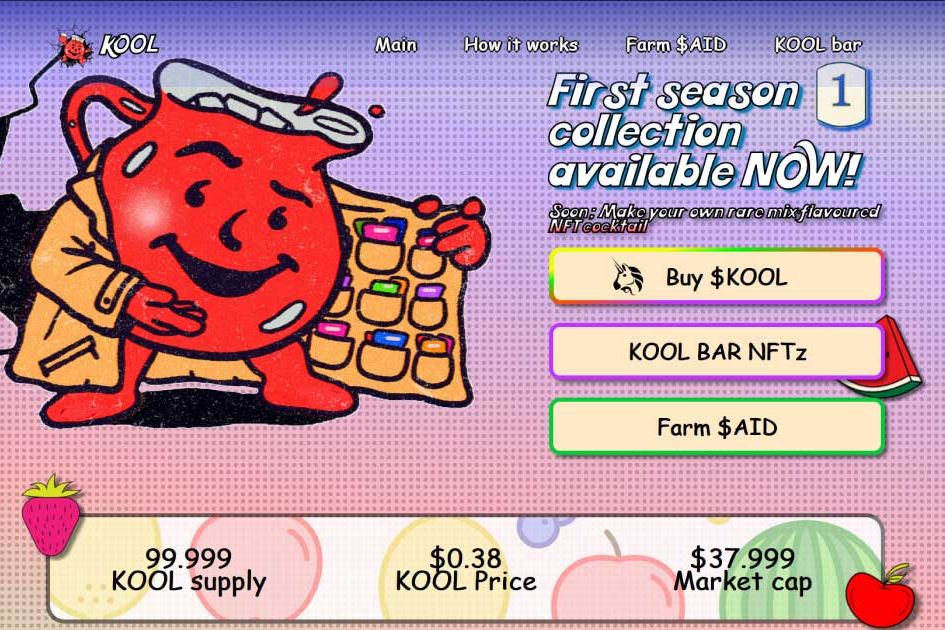 KOOL
Main
How it works
Farm $AID
KOOL bar
First season
collection
available NOW!
1
Soon: Make your own rare mix-flavoured
NFT cocktail
Buy $KOOL
KOOL BAR NFTz
Farm $AID
99.999
KOOL supply
$0.38
KOOL Price
$37.999
Market cap